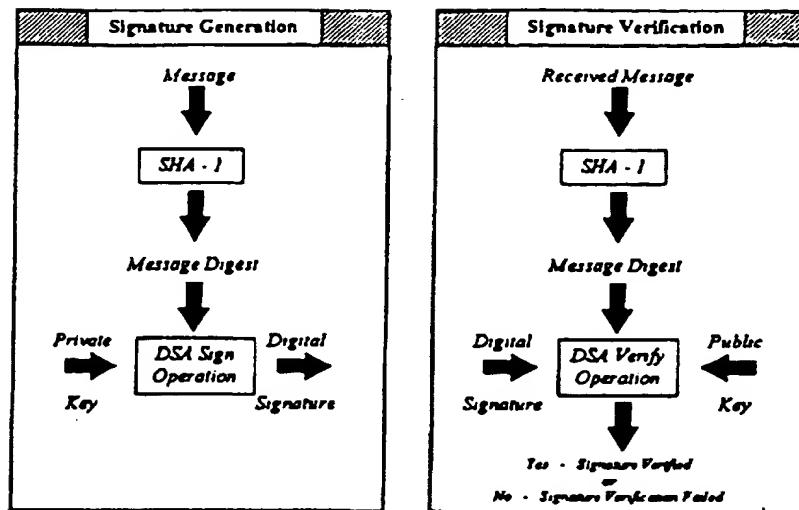 Signature Generation
Message
SHA - 1
Message Digest
Private
Key
DSA Sign
Operation
Digital
Signature
Signature Verification
Received Message
SHA - 1
Message Digest
Digital
Signature
DSA Verify
Operation
Public
Key
Yes - Signature Verified
or
No - Signature Verification Failed